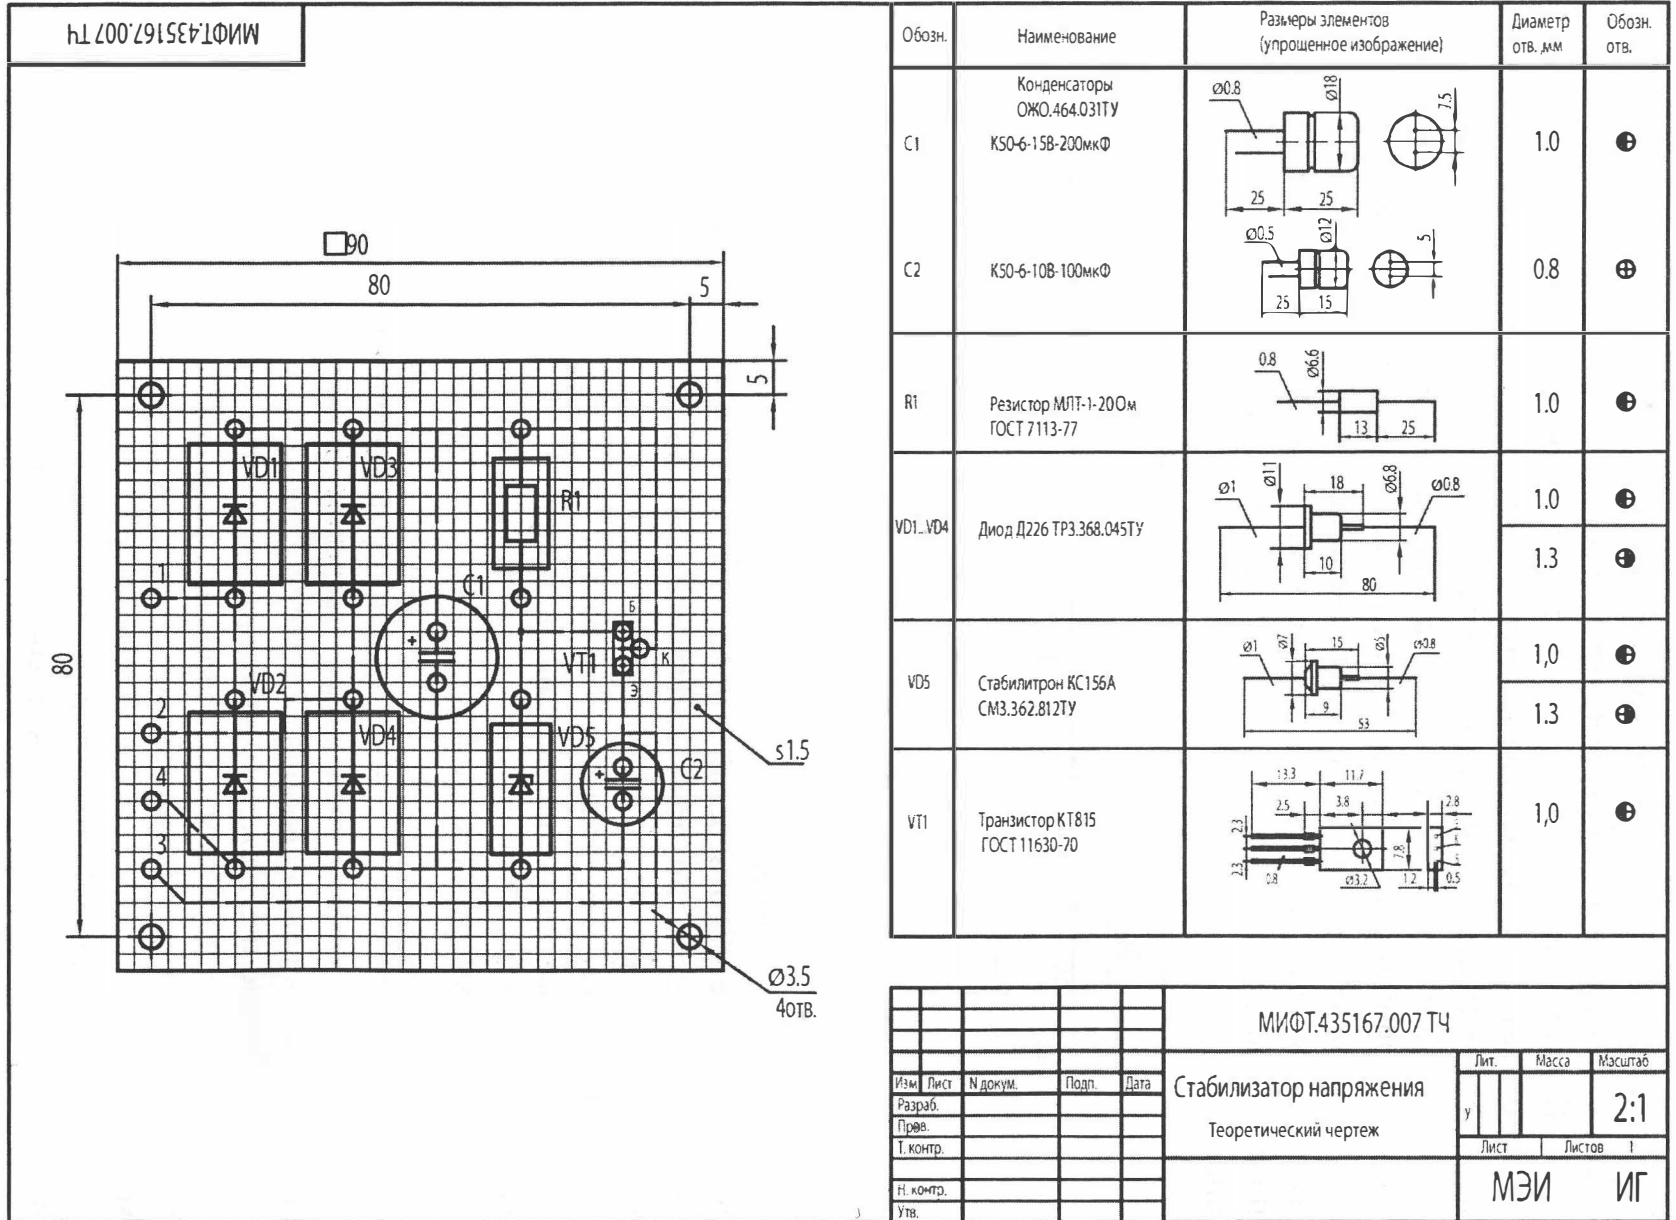 МИФТ.435167.007 ТЧ
□90
80
5
5
80
VD1
VD3
R1
1
C1
Б
+
VT1
К
Э
VD2
2
VD4
VD5
s1.5
4
+
C2
3
Ø3.5
4отв.
Обозн.
Наименование
Размеры элементов
(упрошенное изображение)
Диаметр
отв. ,мм
Обозн.
отв.
Конденсаторы
ОЖО.464.031ТУ
C1
К50-6-15В-200мкФ
Ø0.8
Ø18
7.5
25
25
1.0
C2
К50-6-10В-100мкФ
Ø0.5
Ø12
5
25
15
0.8
R1
Резистор МЛТ-1-20 Ом
ГОСТ 7113-77
0.8
Ø6.6
13
25
1.0
VD1...VD4
Диод Д226 ТР3.368.045ТУ
Ø1
Ø11
18
Ø6.8
Ø0.8
10
80
1.0
1.3
VD5
Стабилитрон КС156А
СМ3.362.812ТУ
Ø1
Ø7
15
Ø5
Ø0.8
9
53
1,0
1.3
VT1
Транзистор КТ815
ГОСТ 11630-70
13.3
11.7
2.5
3.8
2.8
2.3
2.3
7.8
0.8
Ø3.2
1.2
0.5
1,0
МИФТ.435167.007 ТЧ
Изм Лист N докум. Подп. Дата
Разраб.
Пров.
Т. контр.
Н. контр.
Утв.
Стабилизатор напряжения
Теоретический чертеж
Лит. Масса Масштаб
у
2:1
Лист Листов 1
МЭИ ИГ